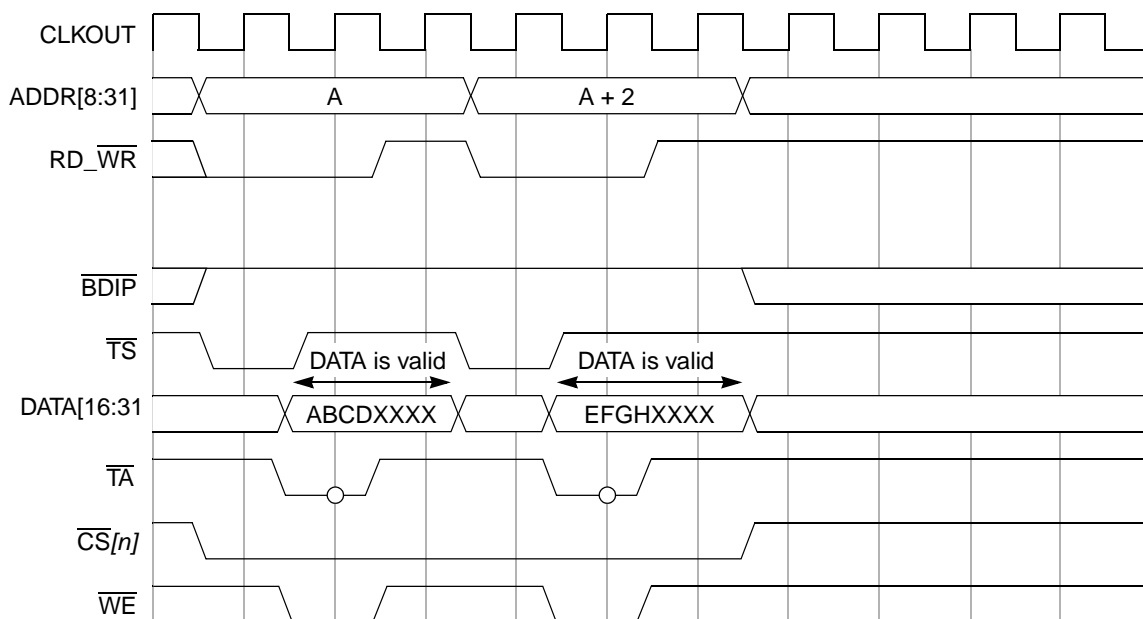 CLKOUT
ADDR[8:31]
A
A + 2
RD_WR
BDIP
TS
DATA is valid
DATA is valid
DATA[16:31
ABCDXXXX
EFGHXXXX
TA
CS[n]
WE